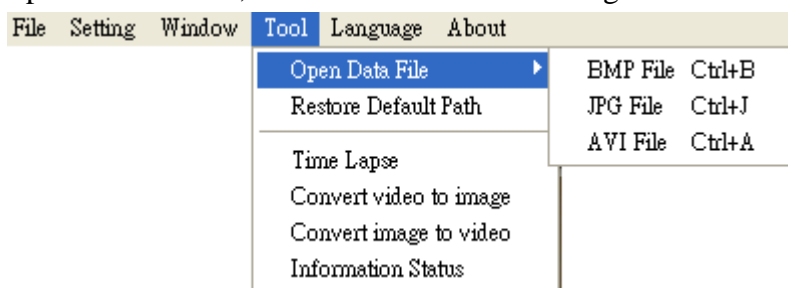 File Setting Window Tool Language About
Open Data File
BMP File Ctrl+B
JPG File Ctrl+J
AVI File Ctrl+A
Restore Default Path
Time Lapse
Convert video to image
Convert image to video
Information Status